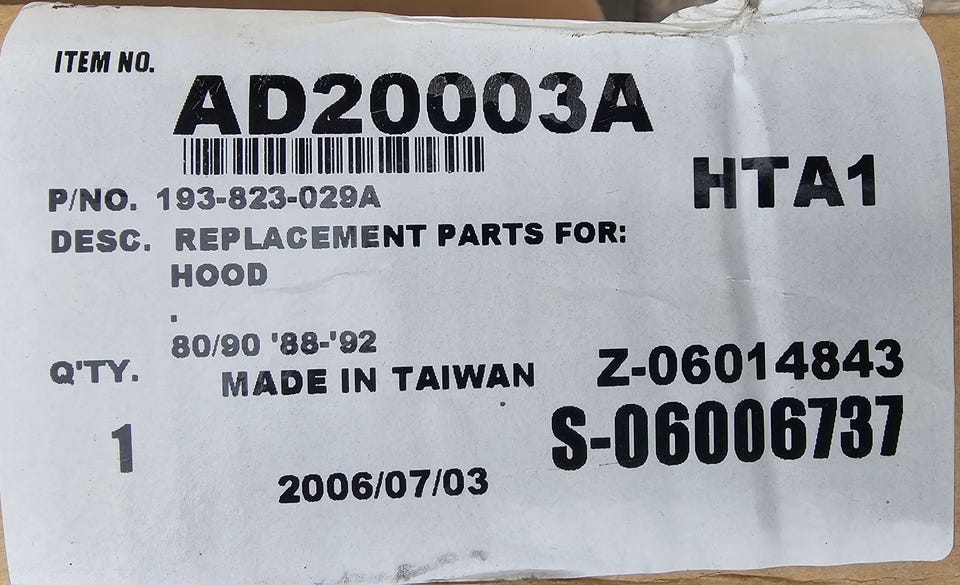 ITEM NO.
AD20003A
HTA1
P/NO. 193-823-029A
DESC. REPLACEMENT PARTS FOR:
HOOD
.
80/90 '88-'92
Q'TY.
MADE IN TAIWAN
Z-06014843
1
S-06006737
2006/07/03